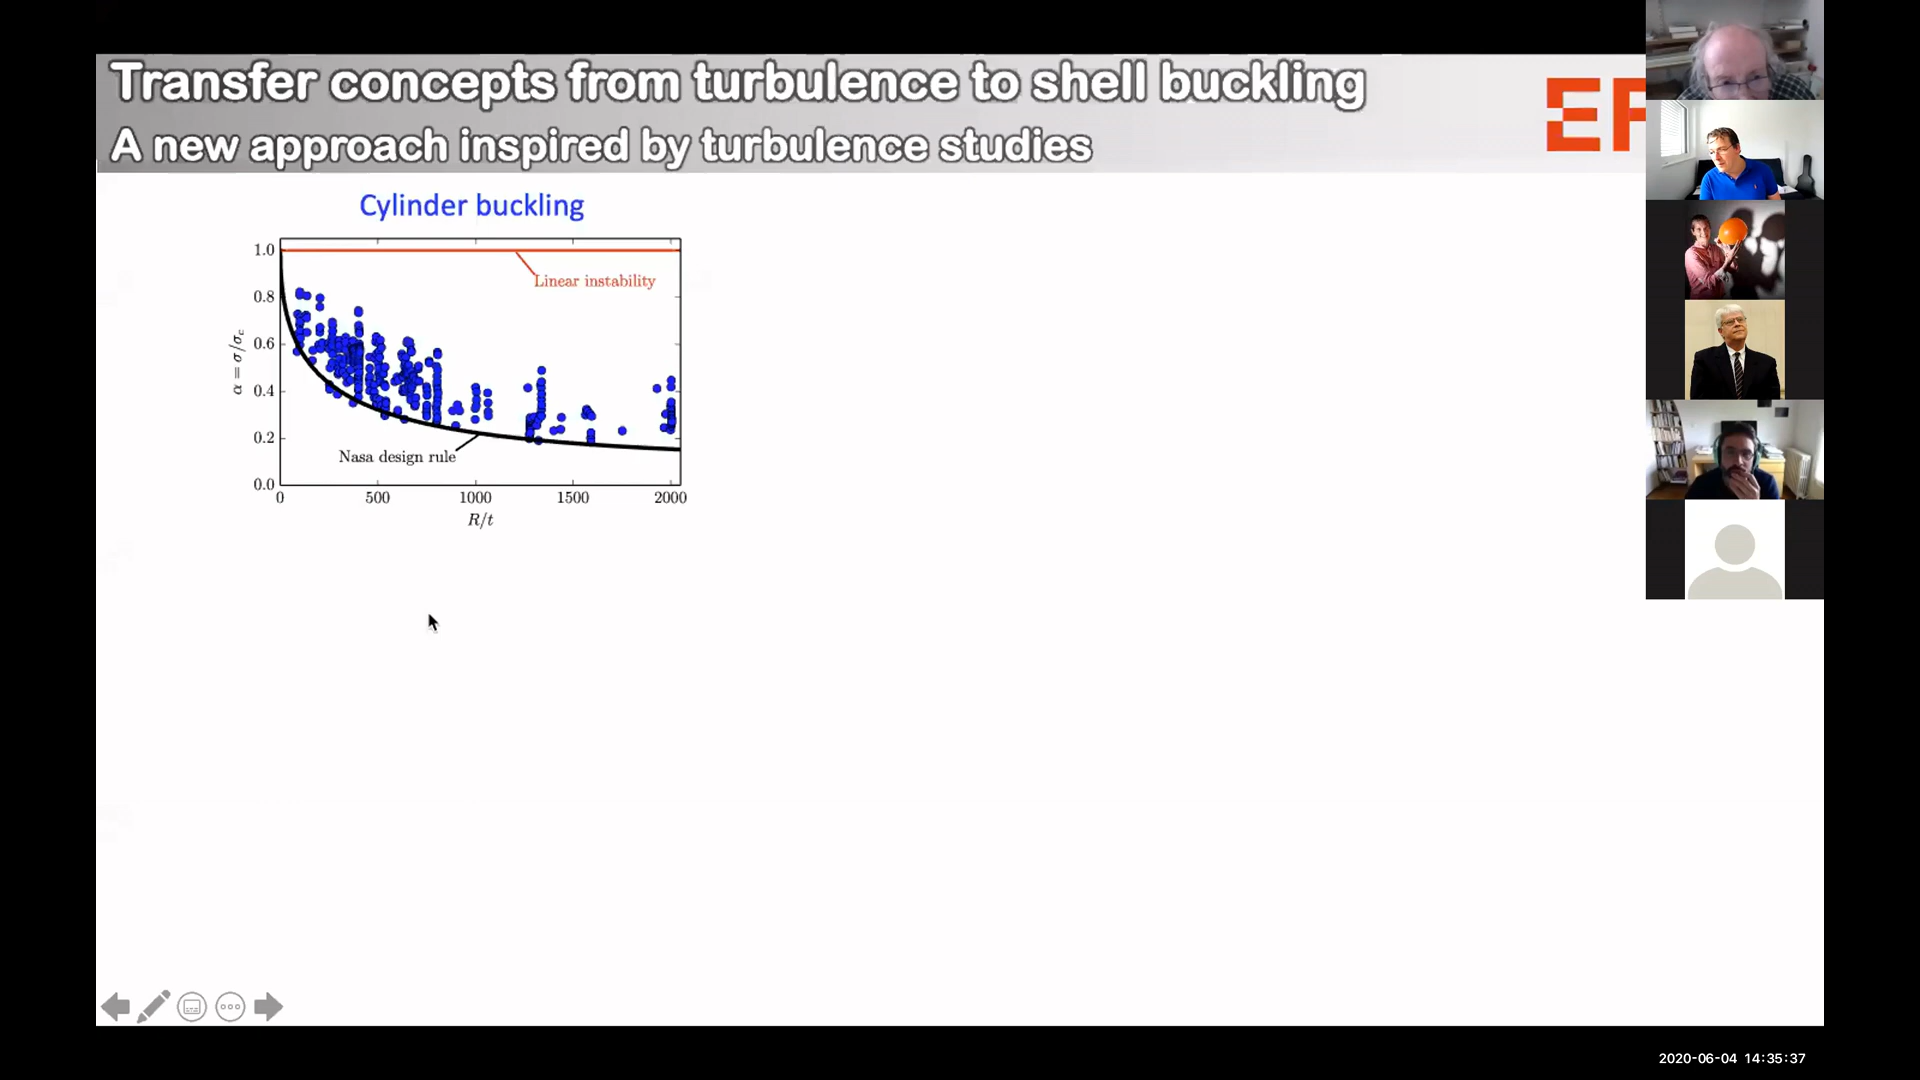 Transfer concepts from turbulence to shell buckling
A new approach inspired by turbulence studies
EP
Cylinder buckling
1.0
0.8
0.6
0.4
0.2
0.0
α = σ/σc
Linear instability
Nasa design rule
0 500 1000 1500 2000
R/t
2020-06-04 14:35:37